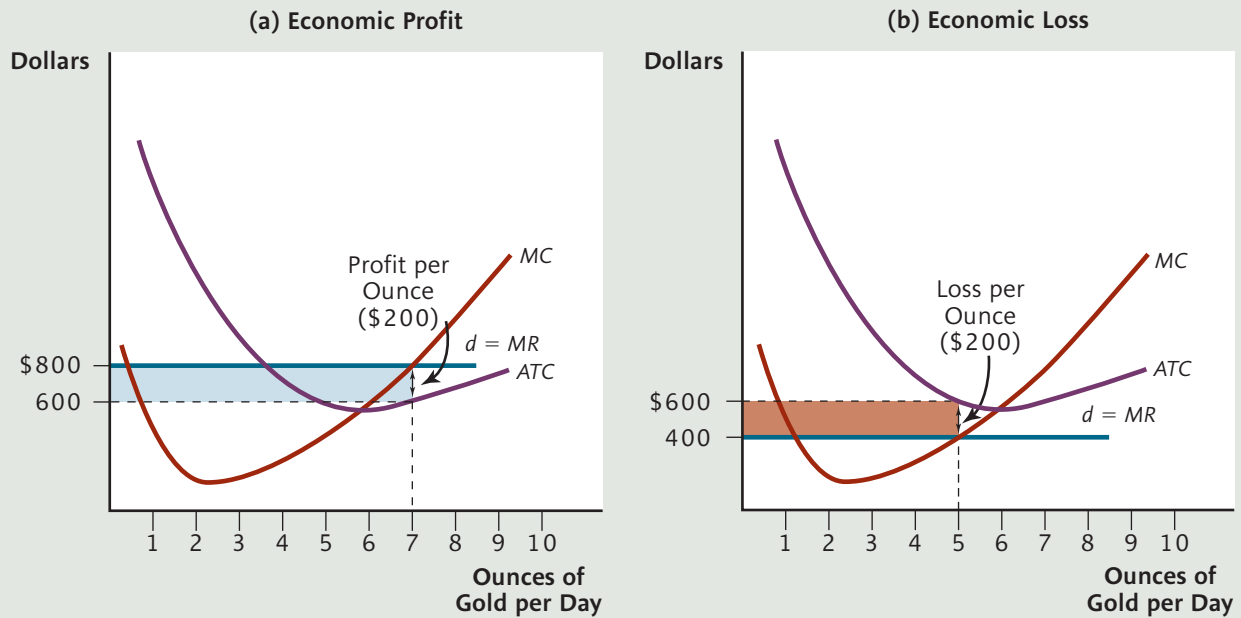 (a) Economic Profit
Dollars
Profit per
Ounce
($200)
MC
d = MR
ATC
$800
600
1 2 3 4 5 6 7 8 9 10
Ounces of
Gold per Day
(b) Economic Loss
Dollars
Loss per
Ounce
($200)
MC
ATC
d = MR
$600
400
1 2 3 4 5 6 7 8 9 10
Ounces of
Gold per Day